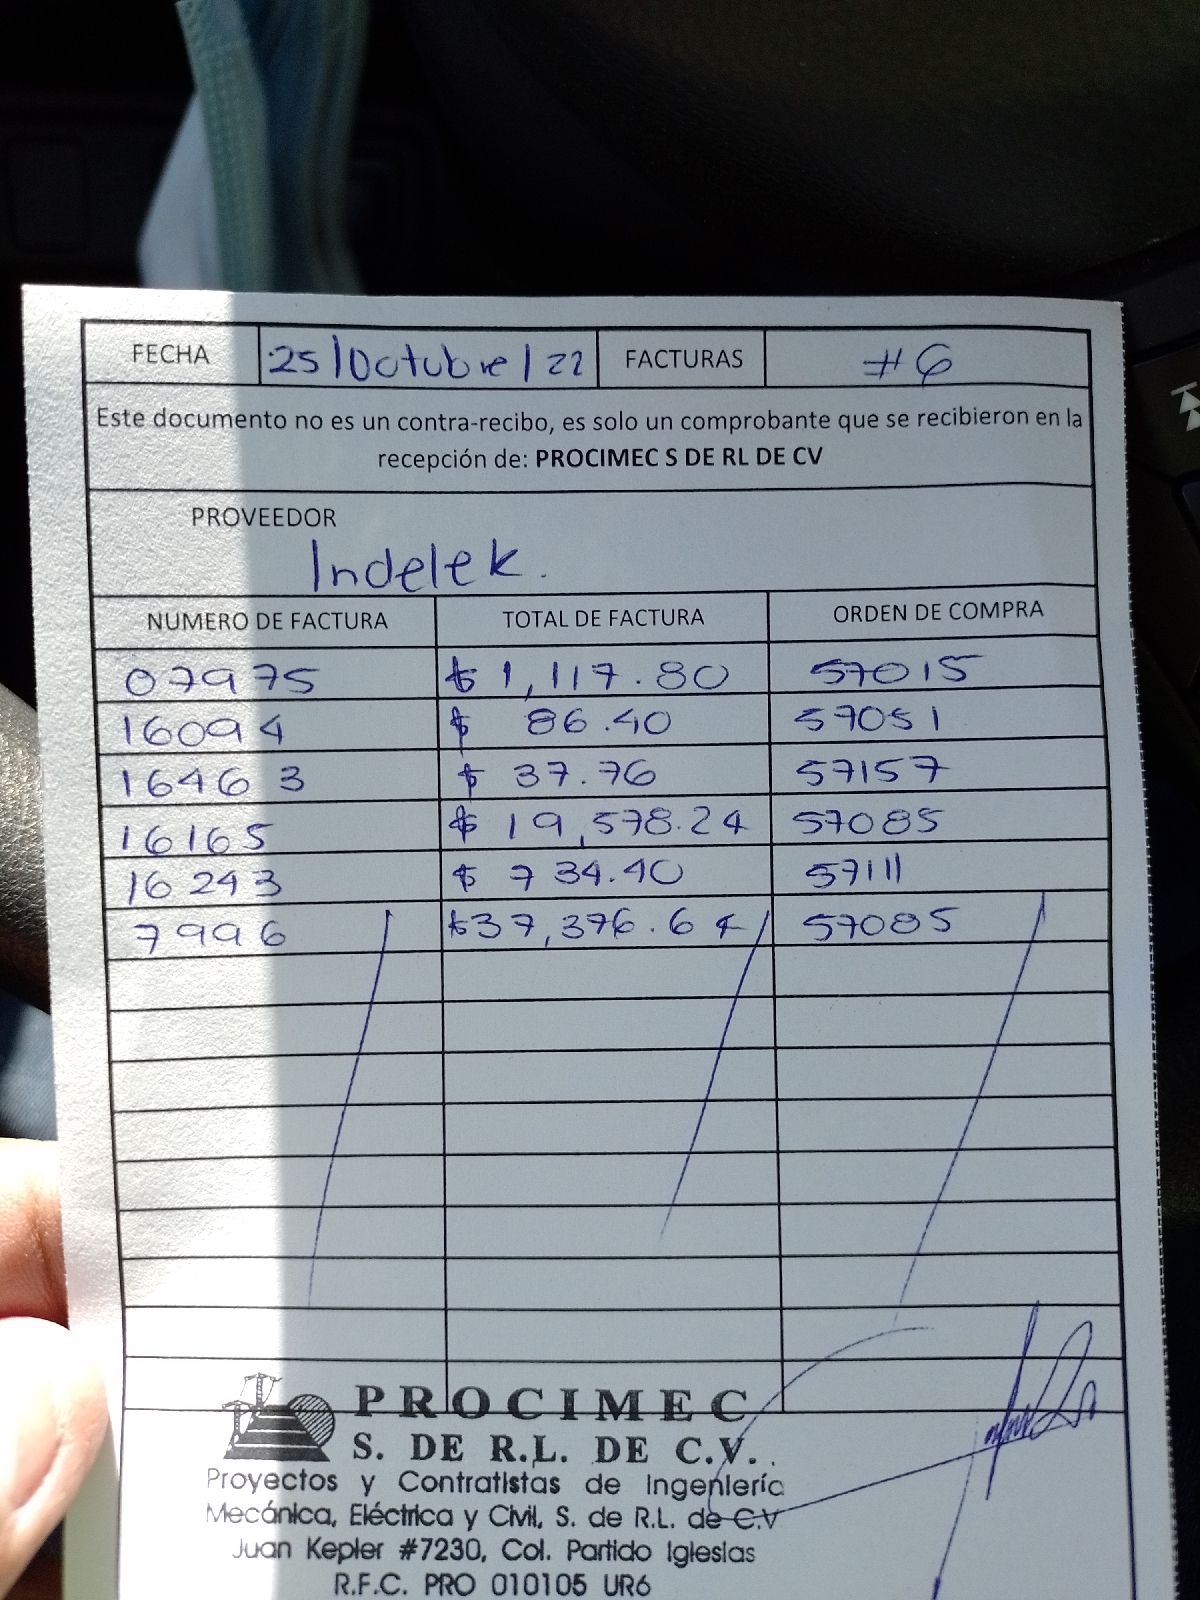 FECHA 25/Octubre/22 FACTURAS #6
Este documento no es un contra-recibo, es solo un comprobante que se recibieron en la
recepción de: PROCIMEC S DE RL DE CV
PROVEEDOR
Indelek.
NUMERO DE FACTURA TOTAL DE FACTURA ORDEN DE COMPRA
07975 $ 1,117.80 57015
16094 $ 86.40 57051
16463 $ 37.76 57157
16165 $ 19,578.24 57085
16243 $ 734.40 57111
7996 $37,376.64 57085
PROCIMEC
S. DE R.L. DE C.V.
Proyectos y Contratistas de Ingeniería
Mecánica, Eléctrica y Civil, S. de R.L. de C.V
Juan Kepler #7230, Col. Partido Iglesias
R.F.C. PRO 010105 UR6